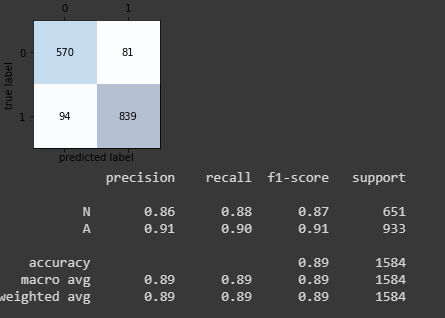 0 1
0 570 81
true label
1 94 839
predicted label
precision recall f1-score support
N 0.86 0.88 0.87 651
A 0.91 0.90 0.91 933
accuracy 0.89 1584
macro avg 0.89 0.89 0.89 1584
weighted avg 0.89 0.89 0.89 1584